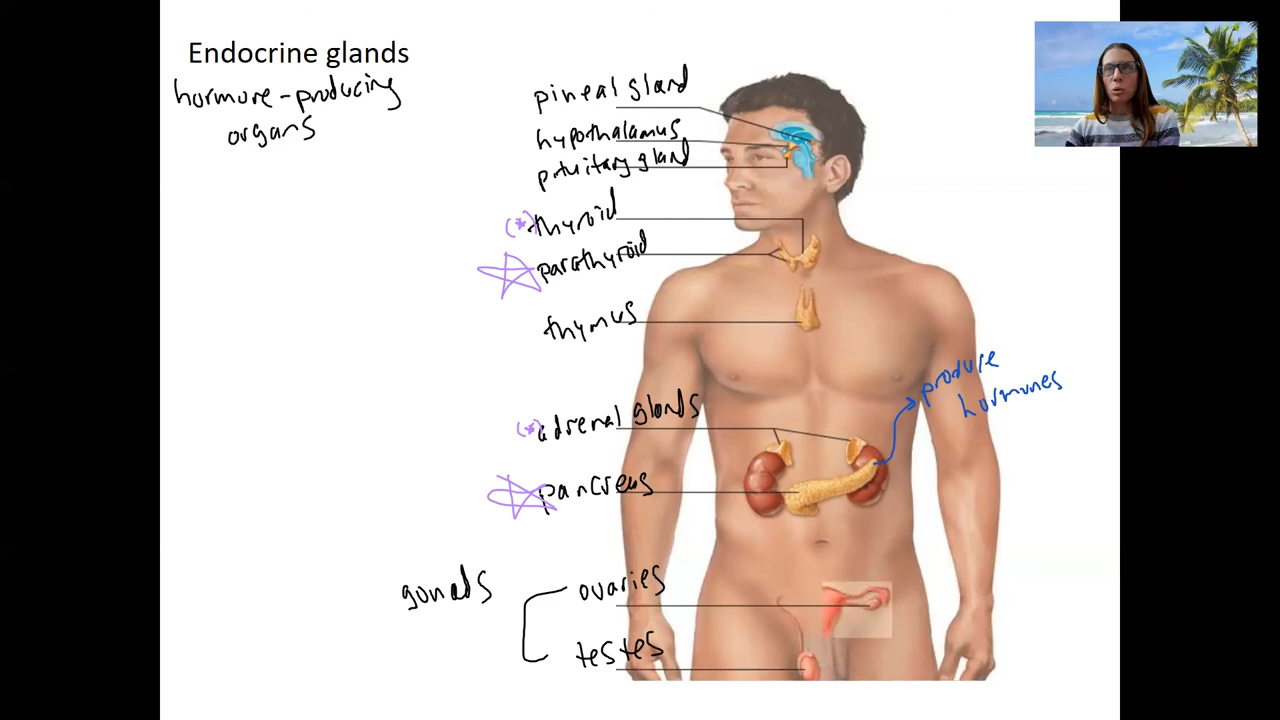 Endocrine glands
hormone-producing
organs
pineal gland
hypothalamus
pituitary gland
(*) thyroid
parathyroid
thymus
(*) adrenal glands
pancreas
produce
hormones
gonads
ovaries
testes